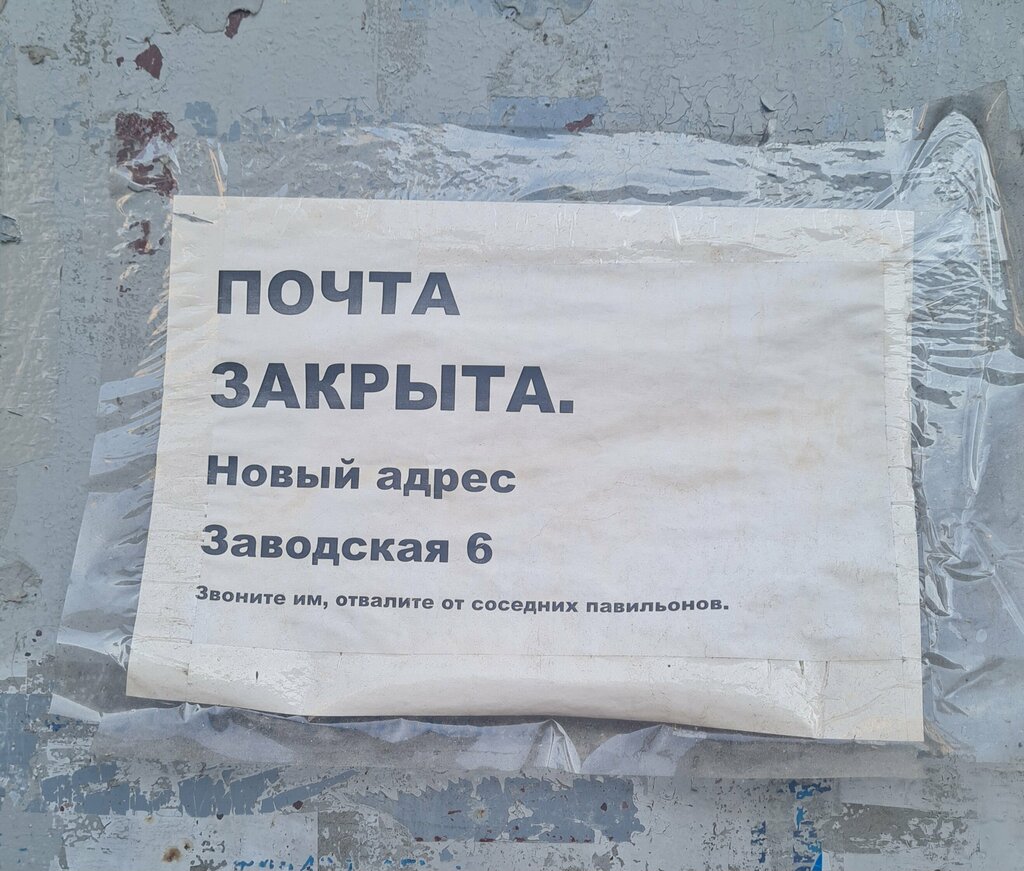 ПОЧТА
ЗАКРЫТА.
Новый адрес
Заводская 6
Звоните им, отвалите от соседних павильонов.